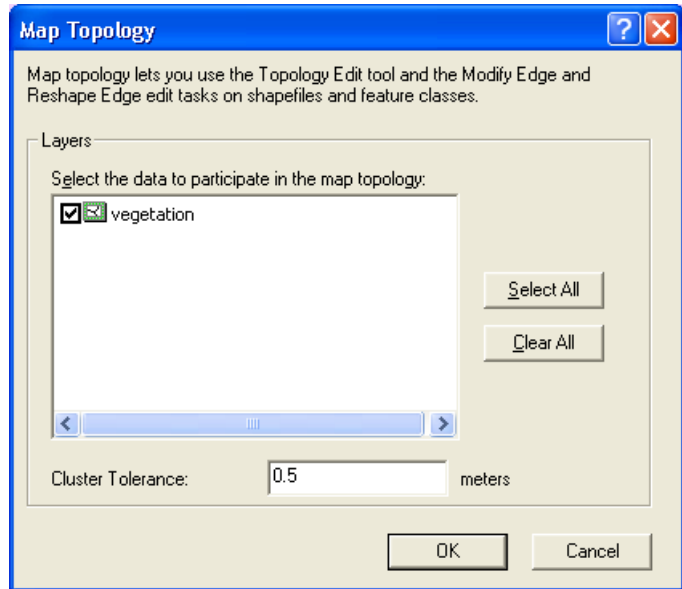 Map Topology
Map topology lets you use the Topology Edit tool and the Modify Edge and
Reshape Edge edit tasks on shapefiles and feature classes.
Layers
Select the data to participate in the map topology:
vegetation
Select All
Clear All
Cluster Tolerance: 0.5 meters
OK Cancel